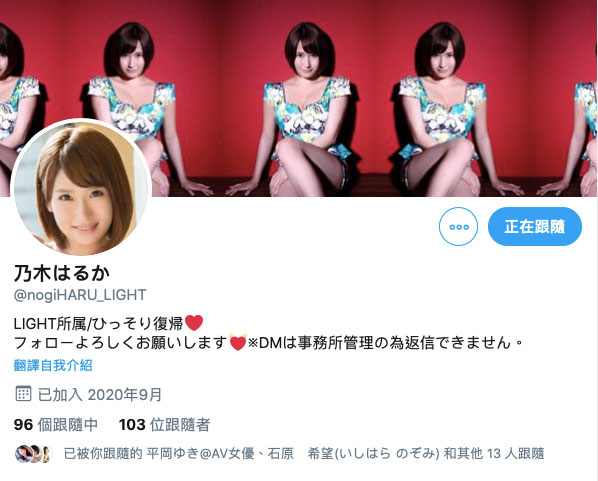 正在跟隨
乃木はるか
@nogiHARU_LIGHT
LIGHT所属/ひっそり復帰❤️
フォローよろしくお願いします💓※DMは事務所管理の為返信できません。
翻譯自我介紹
已加入 2020年9月
96 個跟隨中 103 位跟隨者
已被你跟隨的 平岡ゆき@AV女優、石原　希望(いしはら のぞみ) 和其他 13 人跟隨